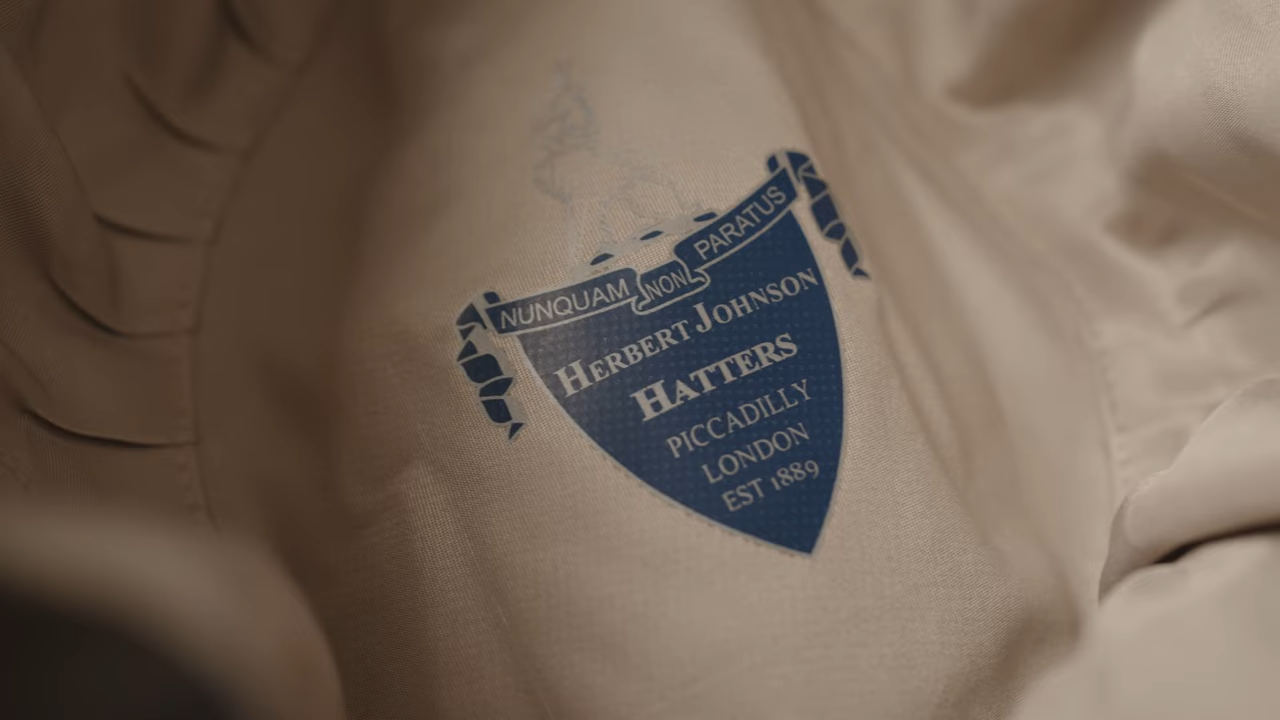 NUNQUAM NON PARATUS
HERBERT JOHNSON
HATTERS
PICCADILLY
LONDON
EST 1889